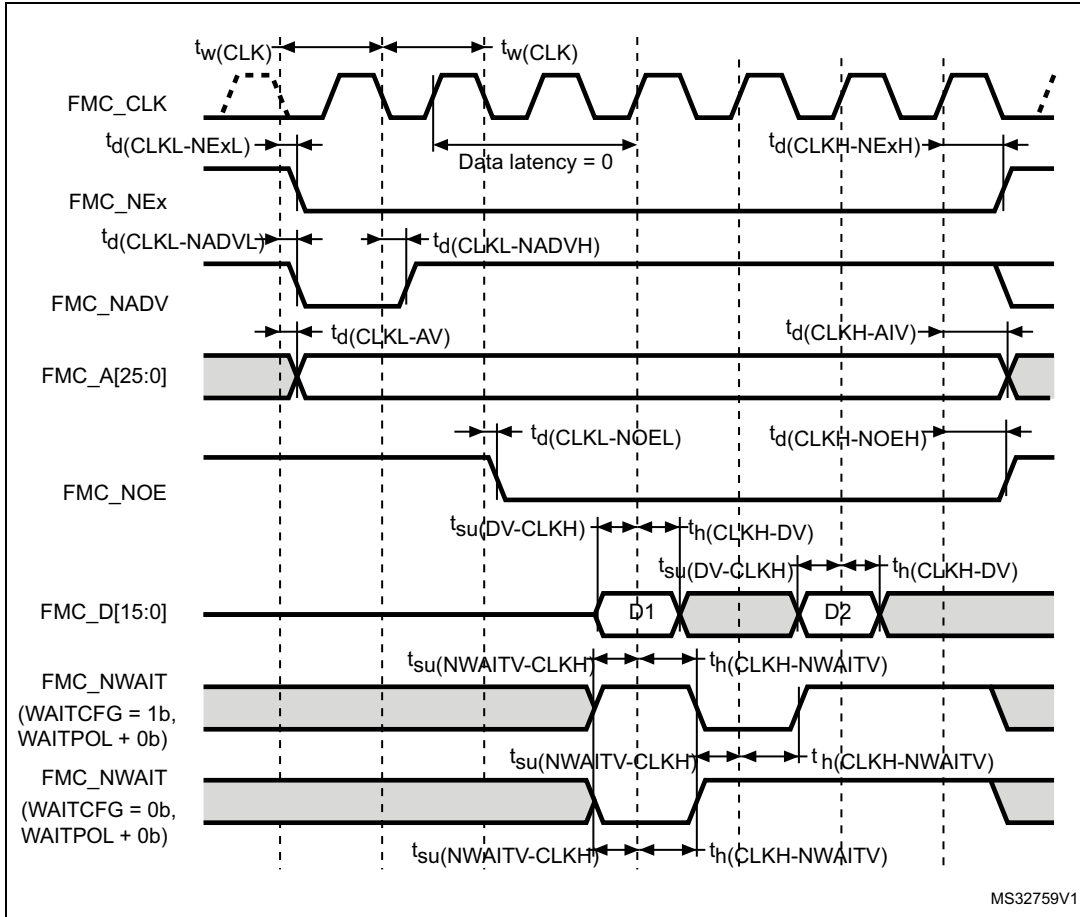 tw(CLK) tw(CLK)
FMC_CLK
td(CLKL-NExL) Data latency = 0 td(CLKH-NExH)
FMC_NEx
td(CLKL-NADVL) td(CLKL-NADVH)
FMC_NADV
td(CLKL-AV) td(CLKH-AIV)
FMC_A[25:0]
td(CLKL-NOEL) td(CLKH-NOEH)
FMC_NOE
tsu(DV-CLKH) th(CLKH-DV)
tsu(DV-CLKH) th(CLKH-DV)
FMC_D[15:0] D1 D2
tsu(NWAITV-CLKH) th(CLKH-NWAITV)
FMC_NWAIT
(WAITCFG = 1b,
WAITPOL + 0b)
tsu(NWAITV-CLKH) t h(CLKH-NWAITV)
FMC_NWAIT
(WAITCFG = 0b,
WAITPOL + 0b)
tsu(NWAITV-CLKH) th(CLKH-NWAITV)
MS32759V1